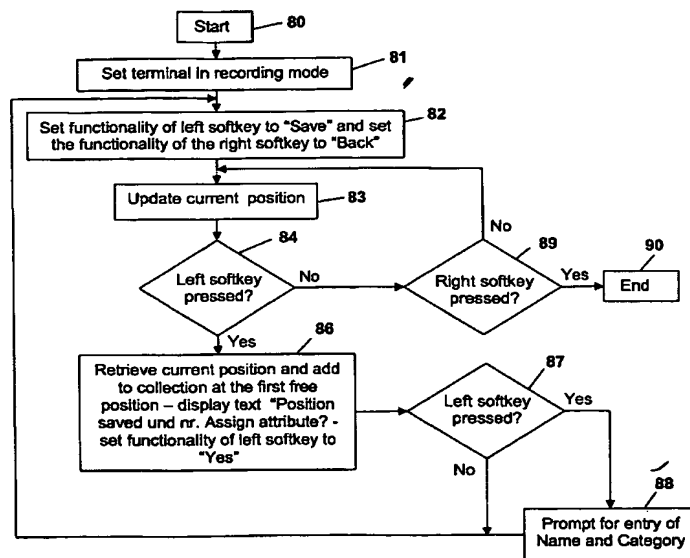 80
Start
81
Set terminal in recording mode
82
Set functionality of left softkey to "Save" and set
the functionality of the right softkey to "Back"
83
Update current position
No
84
89
90
Left softkey
pressed?
No
Right softkey
pressed?
Yes
End
Yes
86
87
Retrieve current position and add
to collection at the first free
position – display text "Position
saved und nr. Assign attribute? -
set functionality of left softkey to
"Yes"
Left softkey
pressed?
Yes
No
88
Prompt for entry of
Name and Category